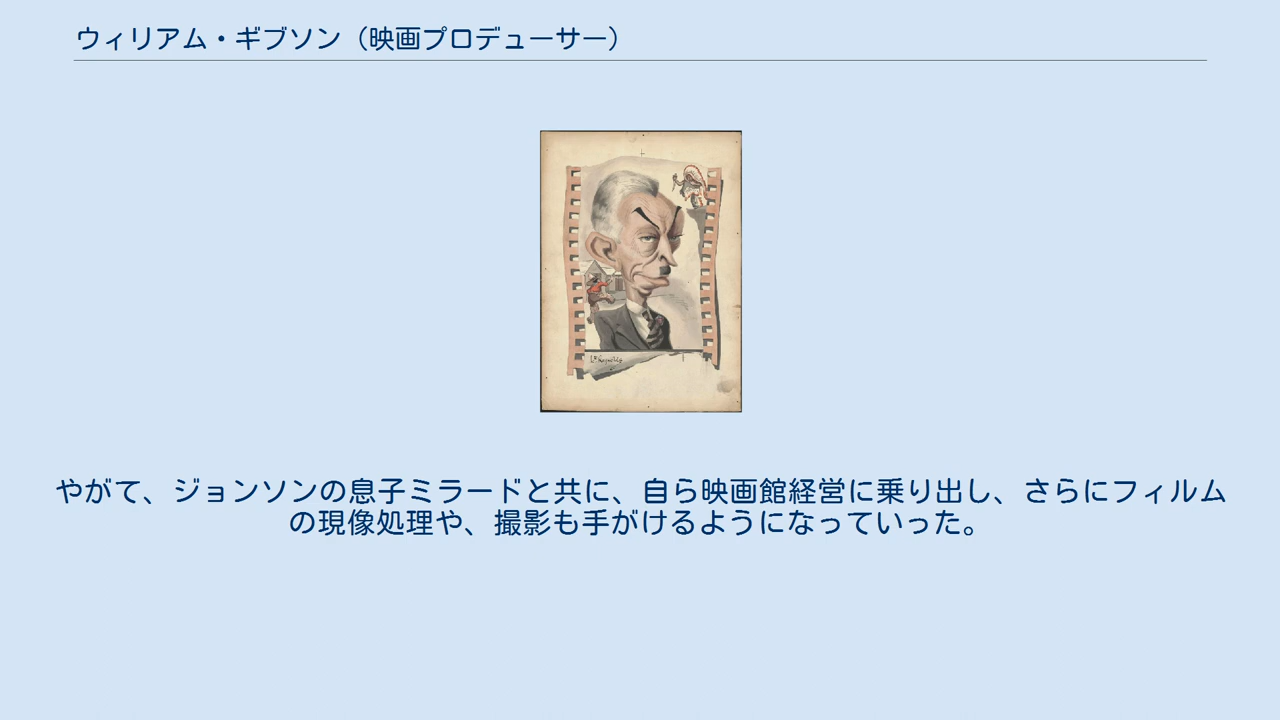 ウィリアム・ギブソン（映画プロデューサー）
やがて、ジョンソンの息子ミラードと共に、自ら映画館経営に乗り出し、さらにフィルム
の現像処理や、撮影も手がけるようになっていった。